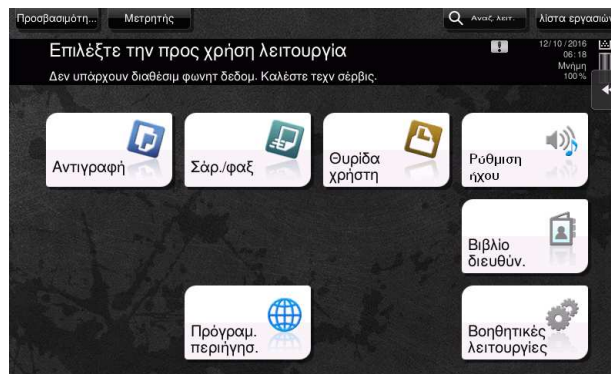 Προσβασιμότη...
Μετρητής
Αναζ. λειτ.
λίστα εργασιών
Επιλέξτε την προς χρήση λειτουργία
12/10/2016
06:18
Μνήμη
100%
Δεν υπάρχουν διαθέσιμ φωνητ δεδομ. Καλέστε τεχν σέρβις.
Αντιγραφή
Σάρ./φαξ
Θυρίδα
χρήστη
Ρύθμιση
ήχου
Βιβλίο
διευθύν.
Πρόγραμ.
περιήγησ.
Βοηθητικές
λειτουργίες